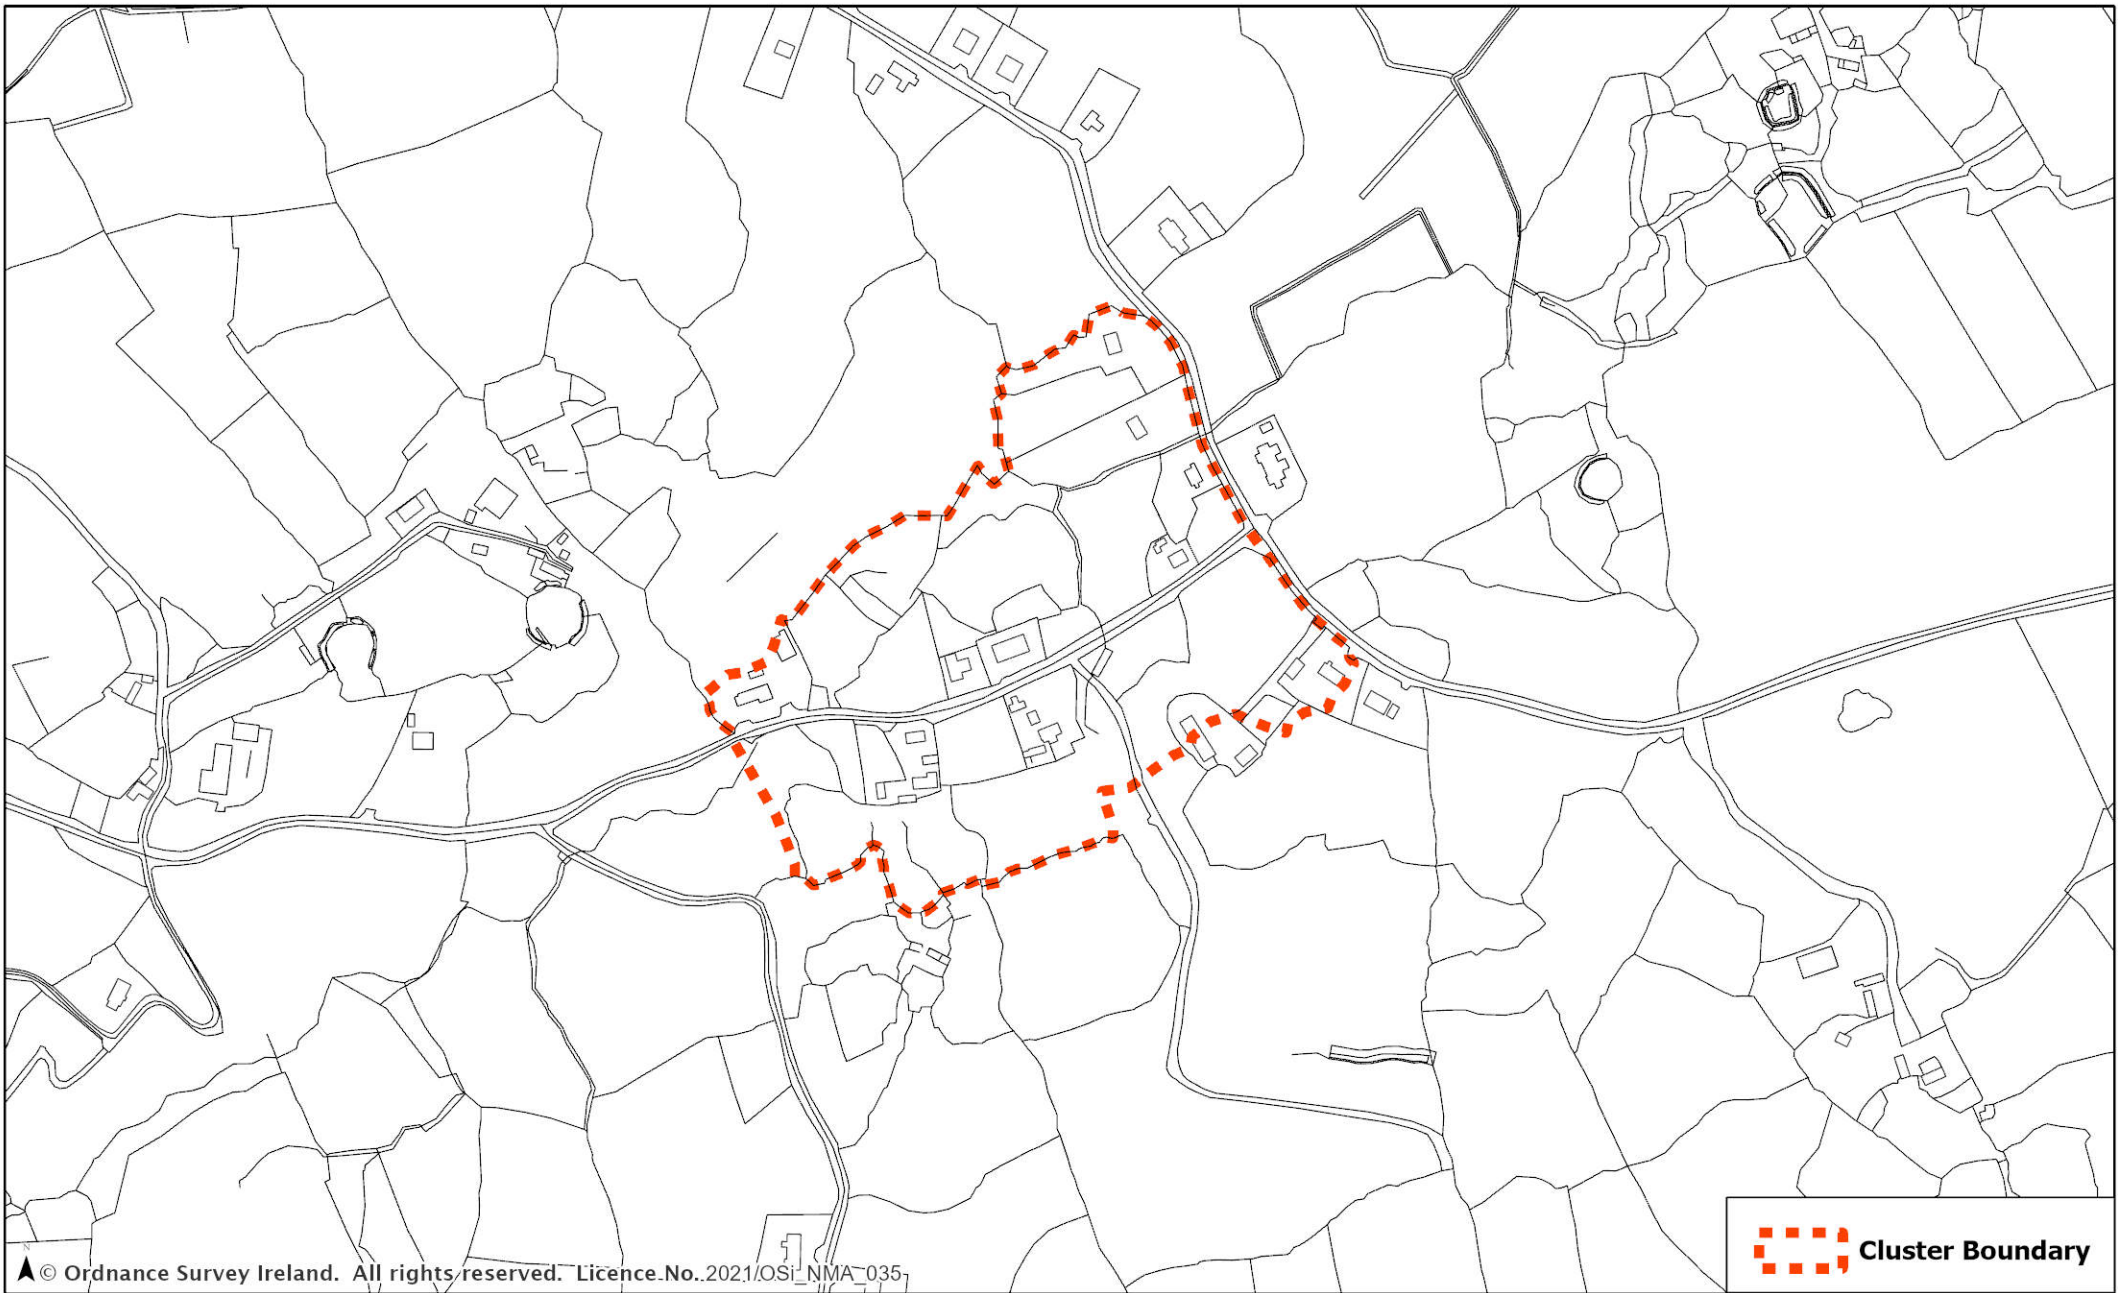 Cluster Boundary
N
© Ordnance Survey Ireland. All rights reserved. Licence No. 2021/OSi_NMA_035